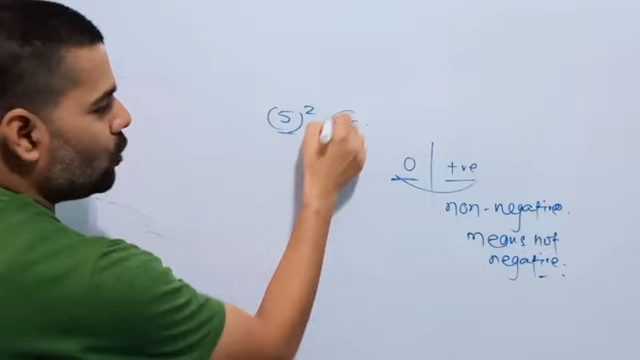 (5)²
0 | +ve
non-negative.
means not
negative.